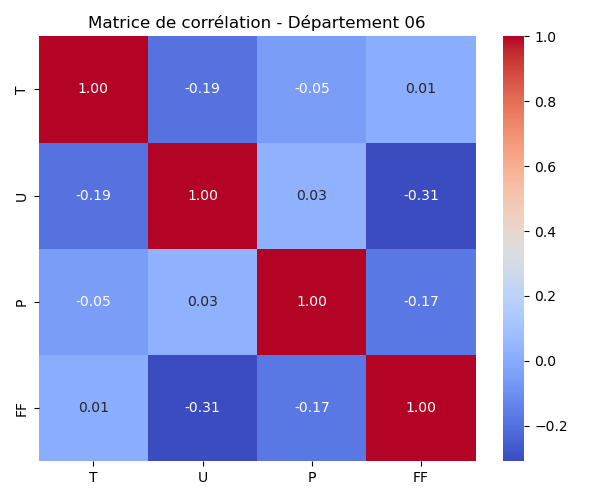 Matrice de corrélation - Département 06
T 1.00 -0.19 -0.05 0.01
U -0.19 1.00 0.03 -0.31
P -0.05 0.03 1.00 -0.17
FF 0.01 -0.31 -0.17 1.00
T U P FF
1.0
0.8
0.6
0.4
0.2
0.0
−0.2